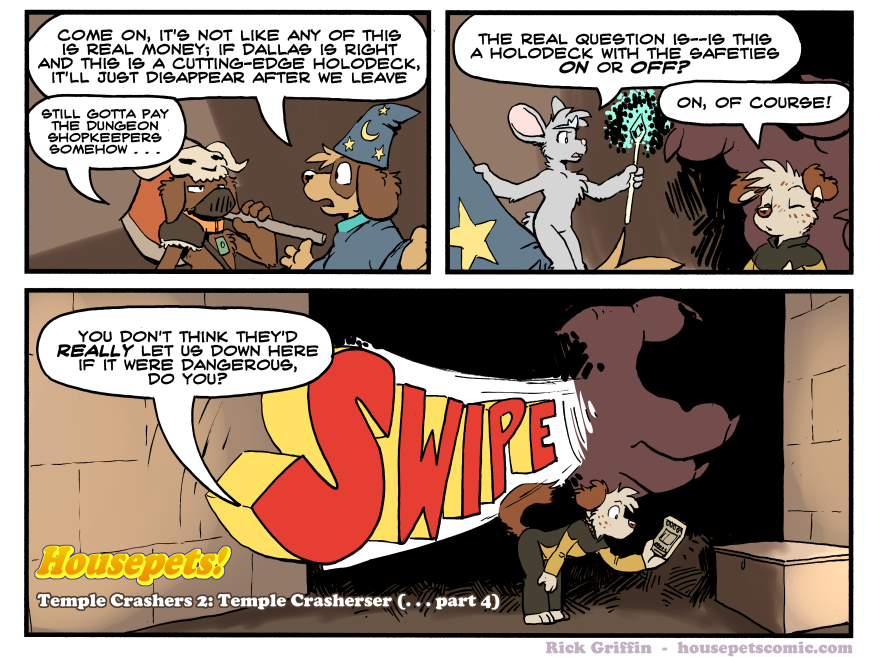 COME ON, IT'S NOT LIKE ANY OF THIS
IS REAL MONEY; IF DALLAS IS RIGHT
AND THIS IS A CUTTING-EDGE HOLODECK,
IT'LL JUST DISAPPEAR AFTER WE LEAVE
STILL GOTTA PAY
THE DUNGEON
SHOPKEEPERS
SOMEHOW . . .
THE REAL QUESTION IS--IS THIS
A HOLODECK WITH THE SAFETIES
ON OR OFF?
ON, OF COURSE!
YOU DON'T THINK THEY'D
REALLY LET US DOWN HERE
IF IT WERE DANGEROUS,
DO YOU?
SWIPE
Housepets!
Temple Crashers 2: Temple Crasherser (. . . part 4)
Rick Griffin - housepetscomic.com